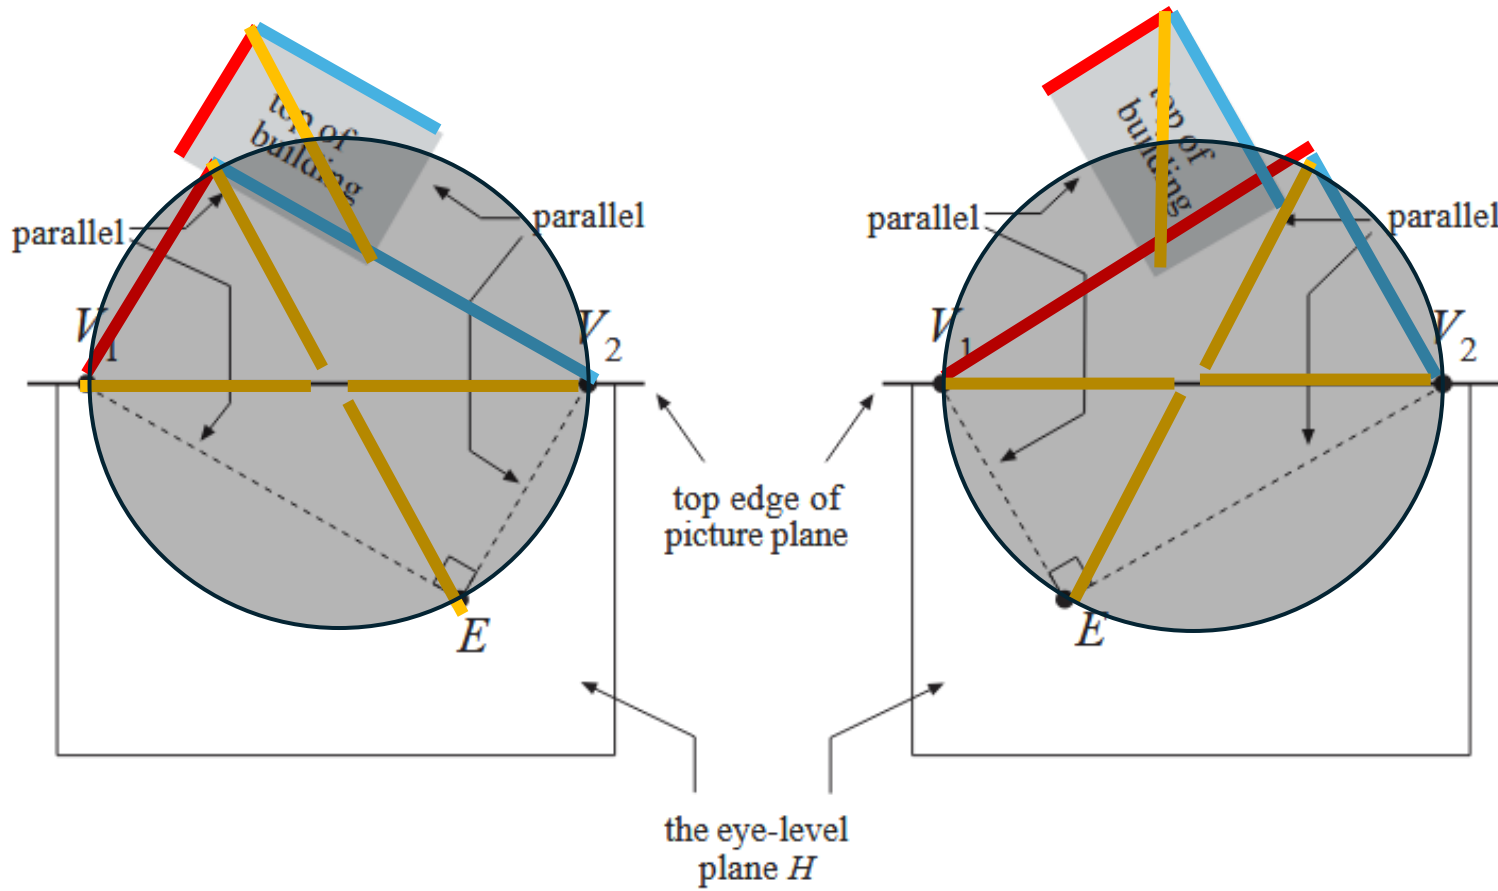 top of
building
top of
building
parallel
parallel
parallel
parallel
V1
V2
V1
V2
top edge of
picture plane
E
E
the eye-level
plane H